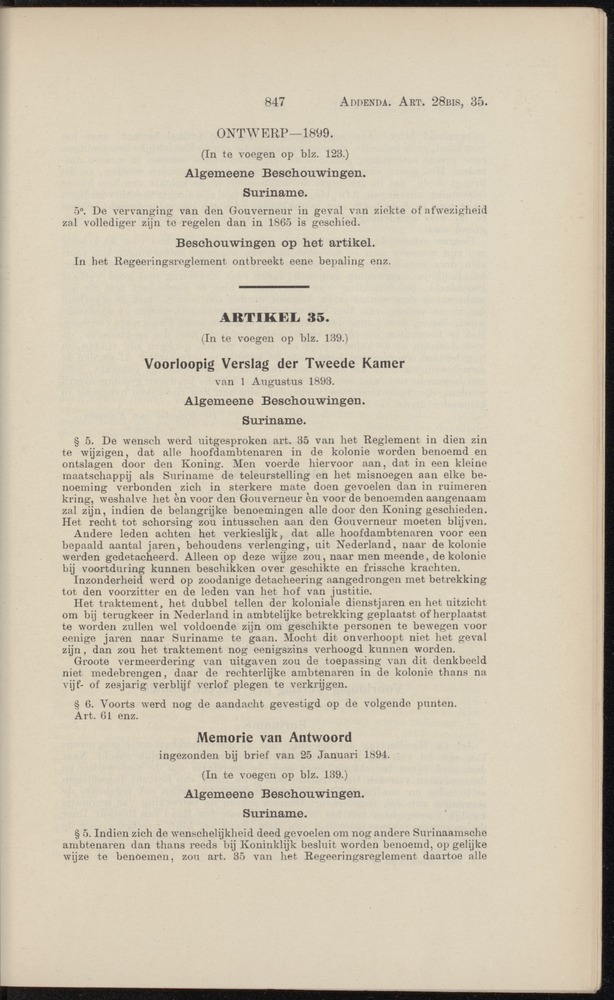 847 ADDENDA. ART. 28BIS, 35.
ONTWERP—1899.
(In te voegen op blz. 123.)
Algemeene Beschouwingen.
Suriname.
5º. De vervanging van den Gouverneur in geval van ziekte of afwezigheid
zal vollediger zijn te regelen dan in 1865 is geschied.
Beschouwingen op het artikel.
In het Regeeringsreglement ontbreekt eene bepaling enz.
ARTIKEL 35.
(In te voegen op blz. 139.)
Voorloopig Verslag der Tweede Kamer
van 1 Augustus 1893.
Algemeene Beschouwingen.
Suriname.
§ 5. De wensch werd uitgesproken art. 35 van het Reglement in dien zin
te wijzigen, dat alle hoofdambtenaren in de kolonie worden benoemd en
ontslagen door den Koning. Men voerde hiervoor aan, dat in een kleine
maatschappij als Suriname de teleurstelling en het misnoegen aan elke be-
noeming verbonden zich in sterkere mate doen gevoelen dan in ruimeren
kring, weshalve het èn voor den Gouverneur èn voor de benoemden aangenaam
zal zijn, indien de belangrijke benoemingen alle door den Koning geschieden.
Het recht tot schorsing zou intusschen aan den Gouverneur moeten blijven.
Andere leden achten het verkieslijk, dat alle hoofdambtenaren voor een
bepaald aantal jaren, behoudens verlenging, uit Nederland, naar de kolonie
werden gedetacheerd. Alleen op deze wijze zou, naar men meende, de kolonie
bij voortduring kunnen beschikken over geschikte en frissche krachten.
Inzonderheid werd op zoodanige detacheering aangedrongen met betrekking
tot den voorzitter en de leden van het hof van justitie.
Het traktement, het dubbel tellen der koloniale dienstjaren en het uitzicht
om bij terugkeer in Nederland in ambtelijke betrekking geplaatst of herplaatst
te worden zullen wel voldoende zijn om geschikte personen te bewegen voor
eenige jaren naar Suriname te gaan. Mocht dit onverhoopt niet het geval
zijn, dan zou het traktement nog eenigszins verhoogd kunnen worden.
Groote vermeerdering van uitgaven zou de toepassing van dit denkbeeld
niet medebrengen, daar de rechterlijke ambtenaren in de kolonie thans na
vijf- of zesjarig verblijf verlof plegen te verkrijgen.
§ 6. Voorts werd nog de aandacht gevestigd op de volgende punten.
Art. 61 enz.
Memorie van Antwoord
ingezonden bij brief van 25 Januari 1894.
(In te voegen op blz. 139.)
Algemeene Beschouwingen.
Suriname.
§ 5. Indien zich de wenschelijkheid deed gevoelen om nog andere Surinaamsche
ambtenaren dan thans reeds bij Koninklijk besluit worden benoemd, op gelijke
wijze te benoemen, zou art. 35 van het Regeeringsreglement daartoe alle